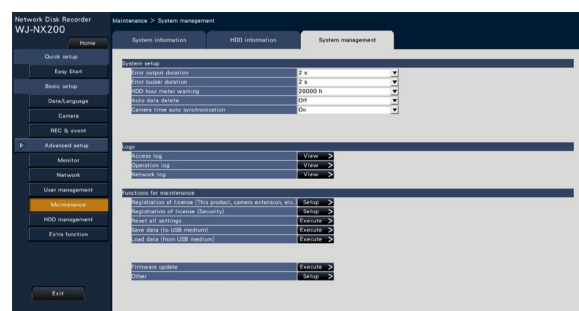 Network Disk Recorder
WJ-NX200
Home
Quick setup
Easy Start
Basic setup
Date/Language
Camera
REC & event
Advanced setup
Monitor
Network
User management
Maintenance
HDD management
Extra function
Exit
Maintenance > System management
System information
HDD information
System management
System setup
Error output duration 2 s
Error buzzer duration 2 s
HDD hour meter warning 20000 h
Auto data delete Off
Camera time auto synchronization On
Logs
Access log View >
Operation log View >
Network log View >
Functions for maintenance
Registration of license (This product, camera extension, etc.) Setup >
Registration of license (Security) Setup >
Reset all settings Execute >
Save data (to USB medium) Execute >
Load data (from USB medium) Execute >
Firmware update Execute >
Other Setup >